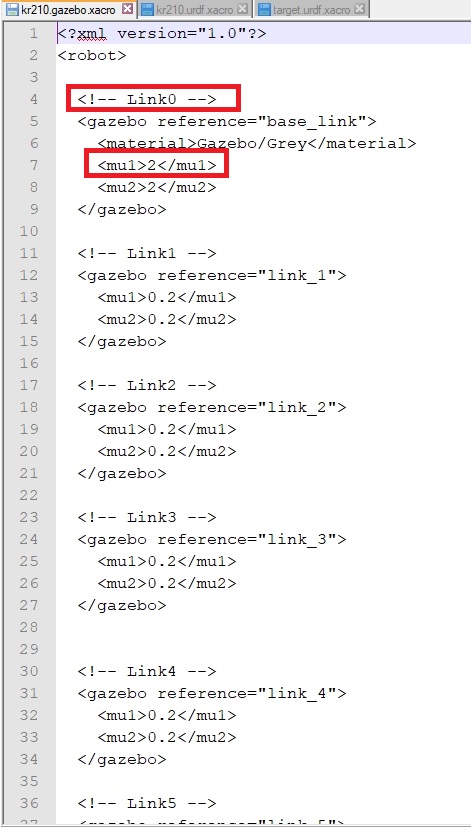 kr210.gazebo.xacro kr210.urdf.xacro target.urdf.xacro
1 <?xml version="1.0"?>
2 <robot>
3
4 <!-- Link0 -->
5 <gazebo reference="base_link">
6 <material>Gazebo/Grey</material>
7 <mu1>2</mu1>
8 <mu2>2</mu2>
9 </gazebo>
10
11 <!-- Link1 -->
12 <gazebo reference="link_1">
13 <mu1>0.2</mu1>
14 <mu2>0.2</mu2>
15 </gazebo>
16
17 <!-- Link2 -->
18 <gazebo reference="link_2">
19 <mu1>0.2</mu1>
20 <mu2>0.2</mu2>
21 </gazebo>
22
23 <!-- Link3 -->
24 <gazebo reference="link_3">
25 <mu1>0.2</mu1>
26 <mu2>0.2</mu2>
27 </gazebo>
28
29
30 <!-- Link4 -->
31 <gazebo reference="link_4">
32 <mu1>0.2</mu1>
33 <mu2>0.2</mu2>
34 </gazebo>
35
36 <!-- Link5 -->
37 <gazebo reference="link_5">